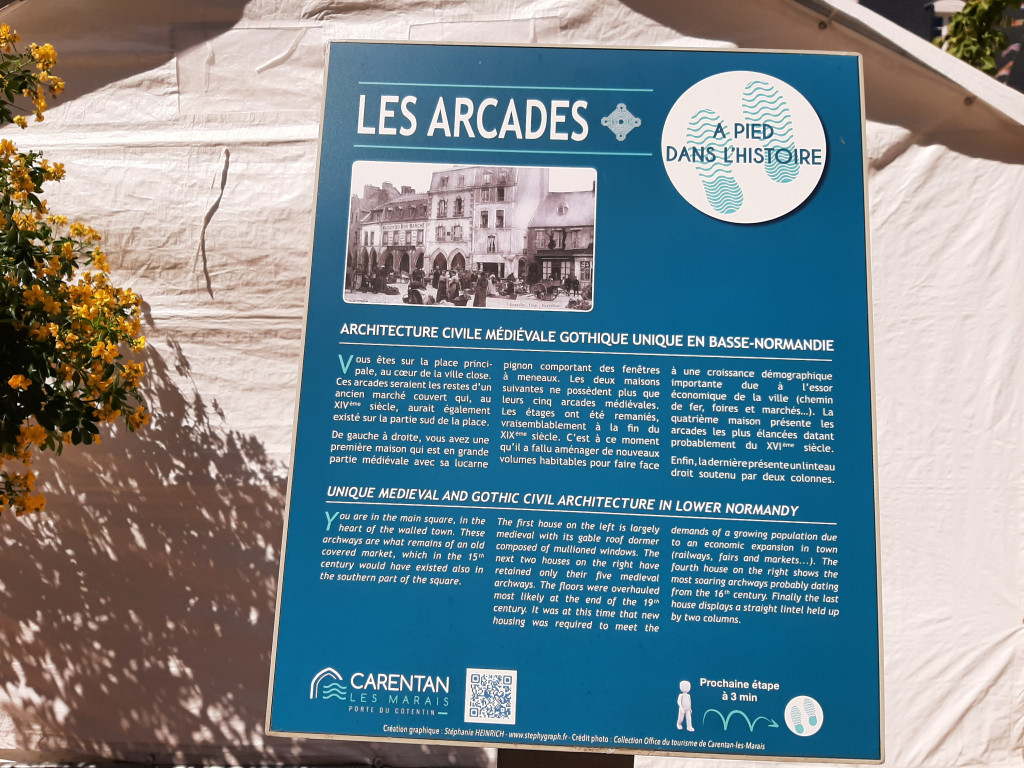 LES ARCADES
A PIED
DANS L'HISTOIRE
ARCHITECTURE CIVILE MÉDIÉVALE GOTHIQUE UNIQUE EN BASSE-NORMANDIE
Vous êtes sur la place princi-
pale, au cœur de la ville close.
Ces arcades seraient les restes d'un
ancien marché couvert qui, au
XIVème siècle, aurait également
existé sur la partie sud de la place.
De gauche à droite, vous avez une
première maison qui est en grande
partie médiévale avec sa lucarne
pignon comportant des fenêtres
à meneaux. Les deux maisons
suivantes ne possèdent plus que
leurs cinq arcades médiévales.
Les étages ont été remaniés,
vraisemblablement à la fin du
XIXème siècle. C'est à ce moment
qu'il a fallu aménager de nouveaux
volumes habitables pour faire face
à une croissance démographique
importante due à l'essor
économique de la ville (chemin
de fer, foires et marchés...). La
quatrième maison présente les
arcades les plus élancées datant
probablement du XVIème siècle.
Enfin, la dernière présente un linteau
droit soutenu par deux colonnes.
UNIQUE MEDIEVAL AND GOTHIC CIVIL ARCHITECTURE IN LOWER NORMANDY
You are in the main square, in the
heart of the walled town. These
archways are what remains of an old
covered market, which in the 15th
century would have existed also in
the southern part of the square.
The first house on the left is largely
medieval with its gable roof dormer
composed of mullioned windows. The
next two houses on the right have
retained only their five medieval
archways. The floors were overhauled
most likely at the end of the 19th
century. It was at this time that new
housing was required to meet the
demands of a growing population due
to an economic expansion in town
(railways, fairs and markets...). The
fourth house on the right shows the
most soaring archways probably dating
from the 16th century. Finally the last
house displays a straight lintel held up
by two columns.
CARENTAN
LES MARAIS
PORTE DU COTENTIN
Prochaine étape
à 3 min
Création graphique : Stéphanie HEINRICH - www.stephygraph.fr - Crédit photo : Collection Office du tourisme de Carentan-les-Marais